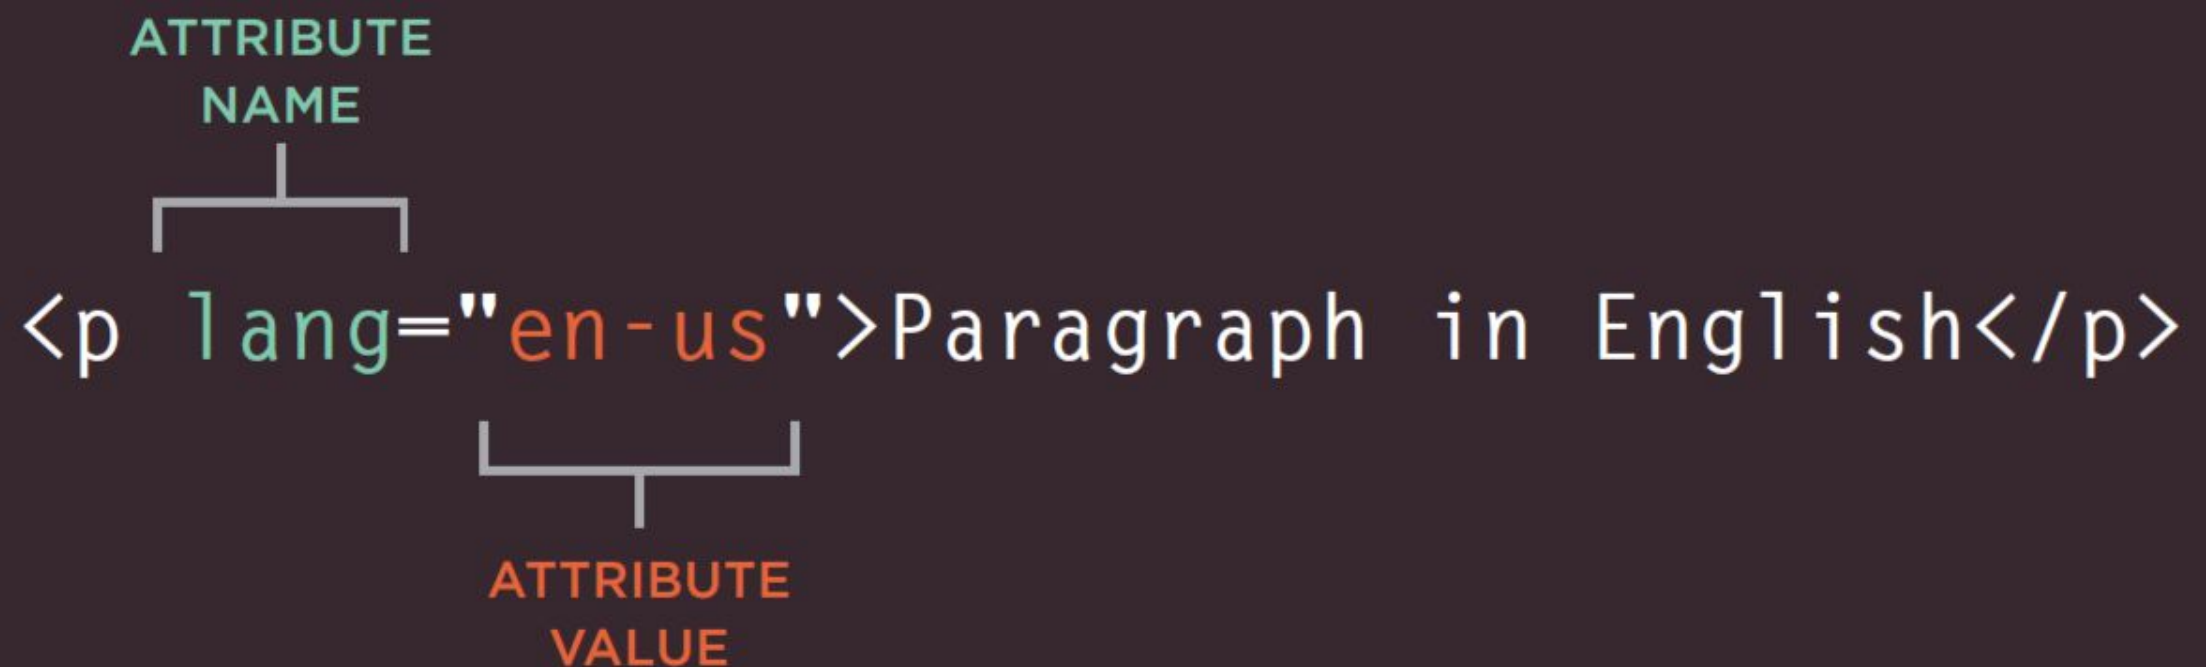 ATTRIBUTE
NAME
<p lang="en-us">Paragraph in English</p>
ATTRIBUTE
VALUE